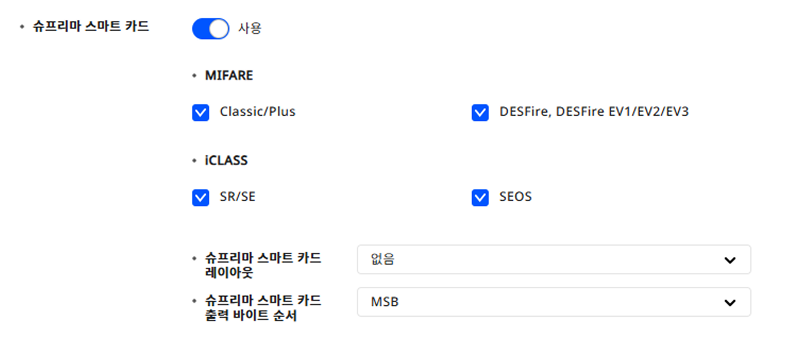 슈프리마 스마트 카드 사용
MIFARE
Classic/Plus DESFire, DESFire EV1/EV2/EV3
iCLASS
SR/SE SEOS
슈프리마 스마트 카드
레이아웃
없음
슈프리마 스마트 카드
출력 바이트 순서
MSB